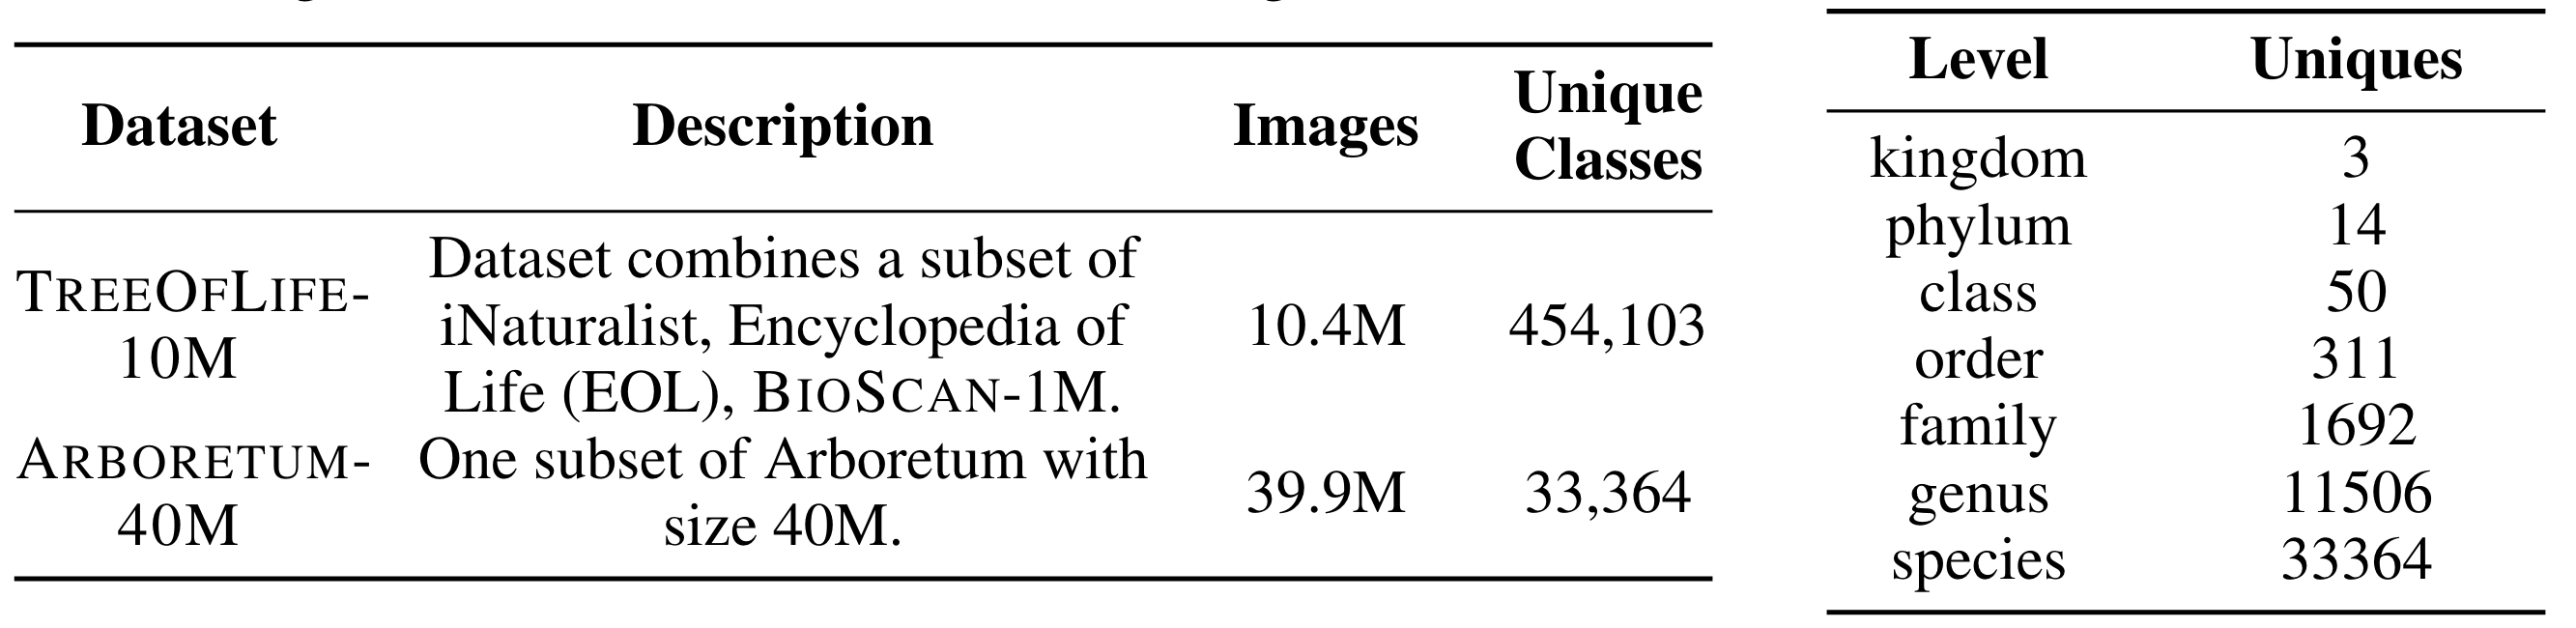 Dataset Description Images Unique Classes
TREEOFLIFE-10M Dataset combines a subset of iNaturalist, Encyclopedia of Life (EOL), BIOSCAN-1M. 10.4M 454,103
ARBORETUM-40M One subset of Arboretum with size 40M. 39.9M 33,364
Level Uniques
kingdom 3
phylum 14
class 50
order 311
family 1692
genus 11506
species 33364